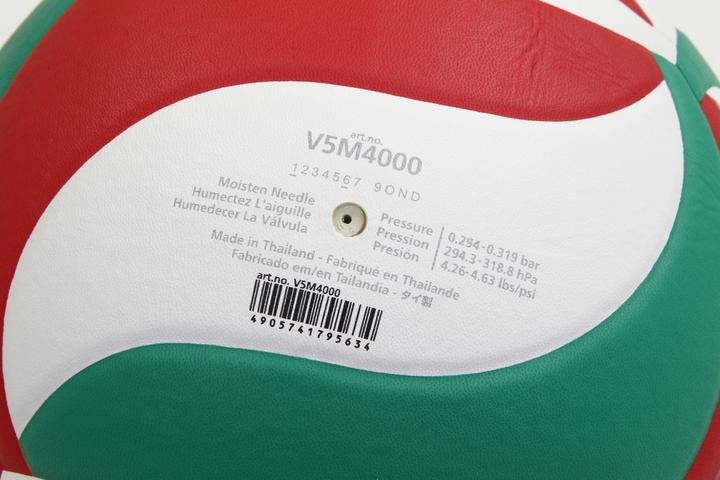 art.no.
V5M4000
1234567 9OND
Moisten Needle
Humectez L'aiguille
Humedecer La Válvula
Pressure
Pression
Presión
0.294-0.319 bar
294.3-318.8 hPa
4.26-4.63 lbs/psi
Made in Thailand - Fabriqué en Thaïlande
Fabricado em/en Tailandia - タイ製
art.no. V5M4000
4905741795634